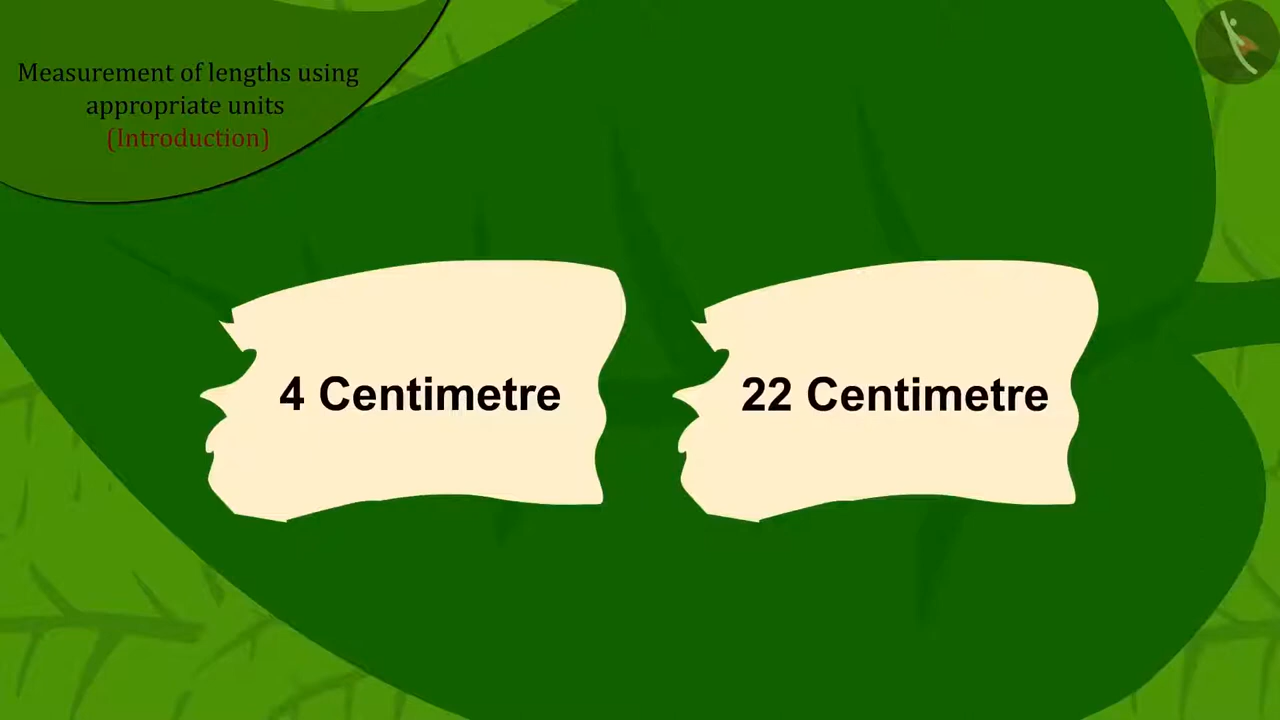 Measurement of lengths using
appropriate units
(Introduction)
4 Centimetre
22 Centimetre